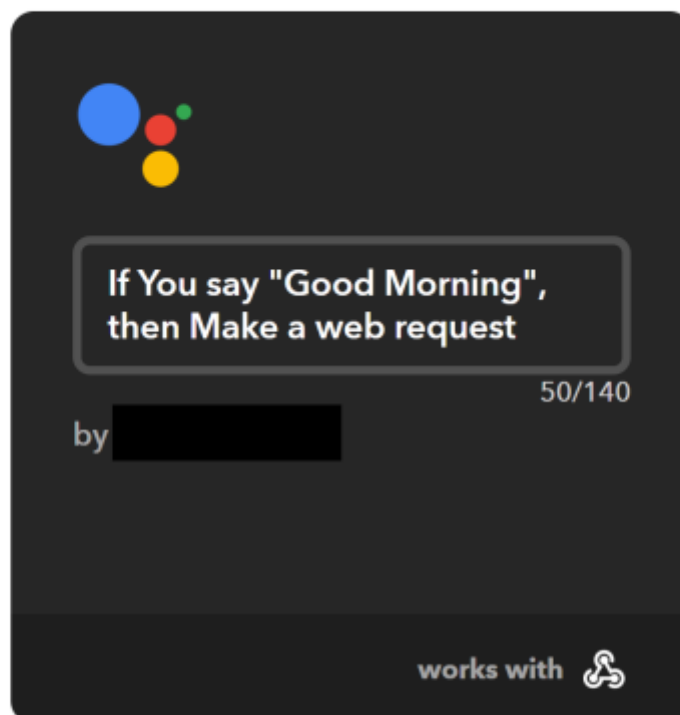 If You say "Good Morning",
then Make a web request
50/140
by
works with